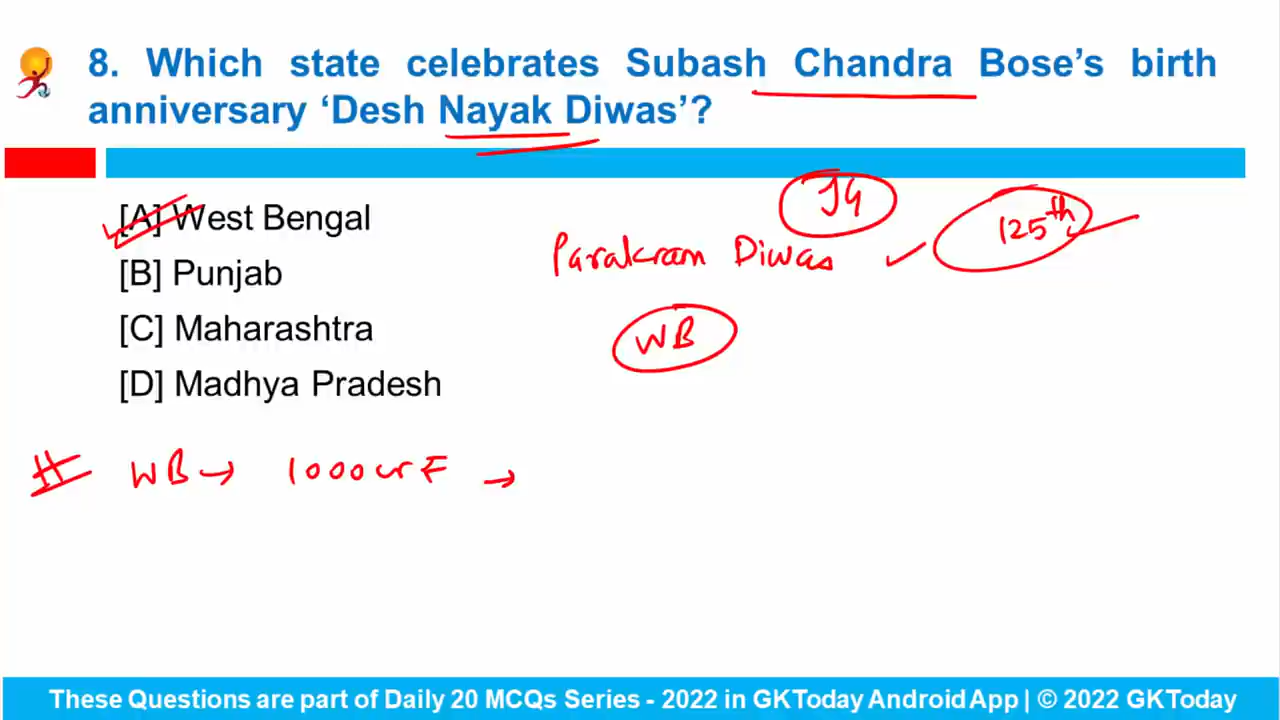 8. Which state celebrates Subash Chandra Bose's birth
anniversary 'Desh Nayak Diwas'?
[A] West Bengal
[B] Punjab
[C] Maharashtra
[D] Madhya Pradesh
125th
Parakram Diwas
WB
WB → 1000 cr ₹ →
These Questions are part of Daily 20 MCQs Series - 2022 in GKToday Android App | © 2022 GKToday